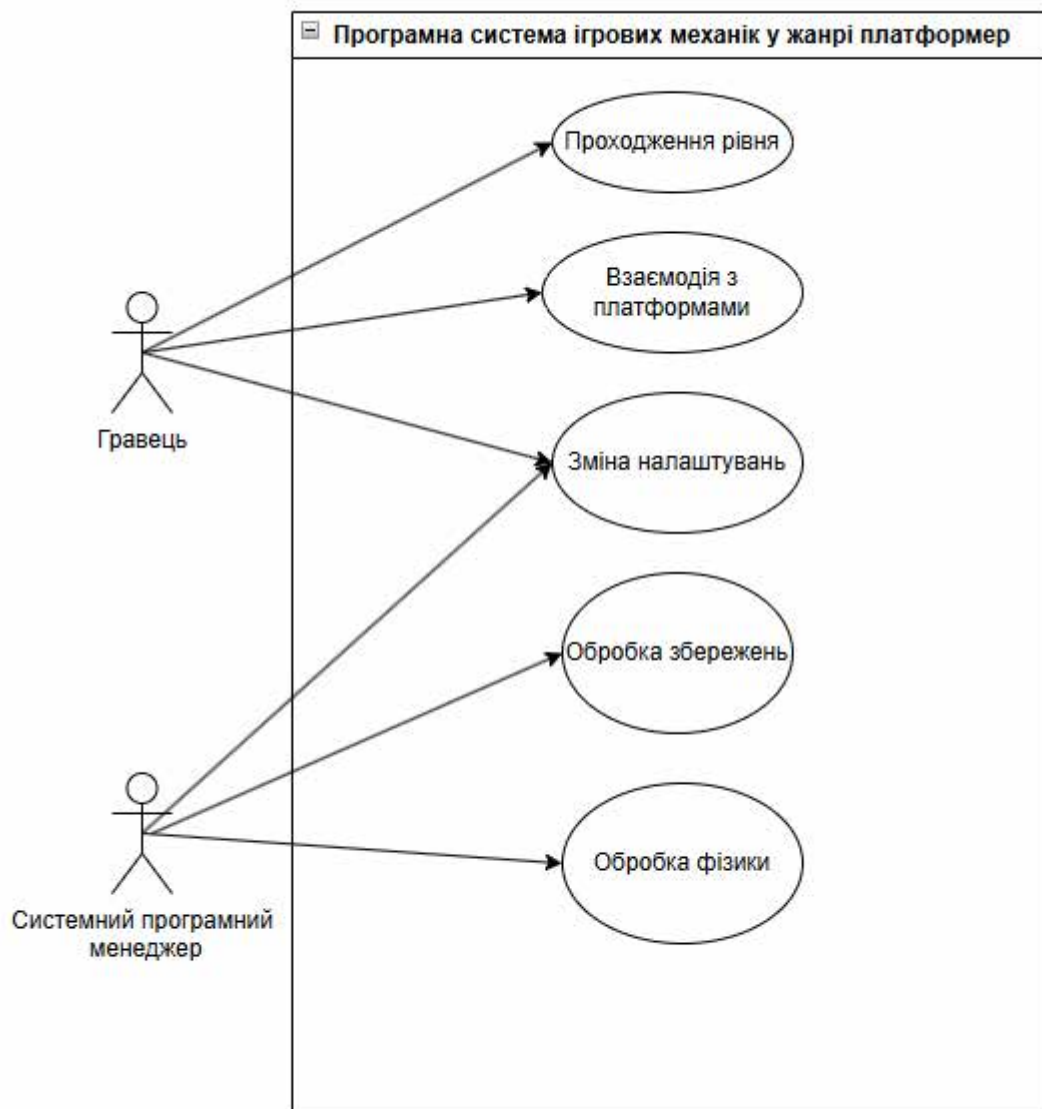 Програмна система ігрових механік у жанрі платформер
Проходження рівня
Взаємодія з
платформами
Гравець
Зміна налаштувань
Обробка збережень
Обробка фізики
Системний програмний
менеджер